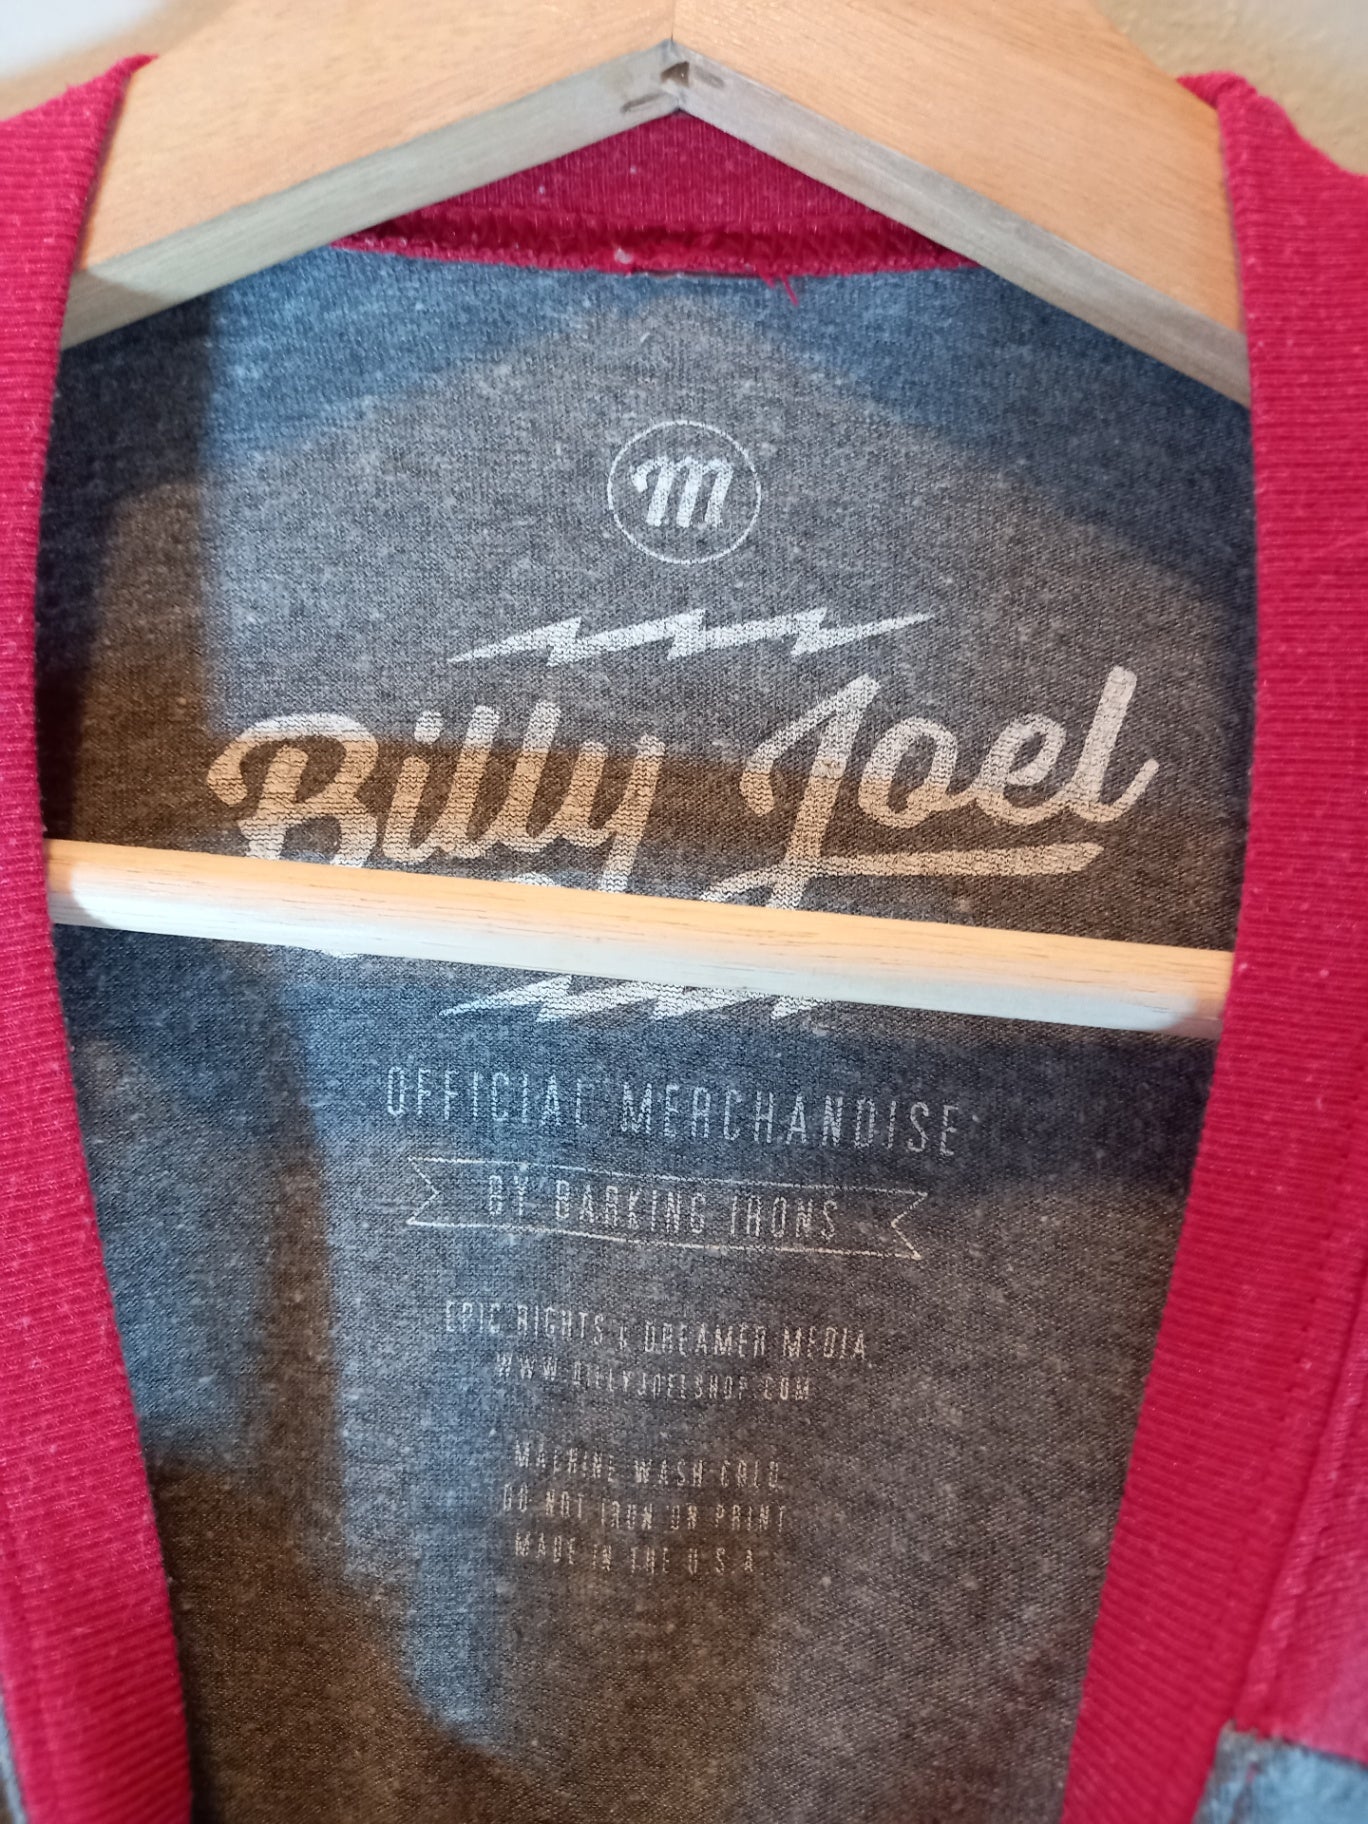 M
Billy Joel
OFFICIAL MERCHANDISE
BY BARKING IRONS
EPIC RIGHTS & DREAMER MEDIA
WWW.BILLYJOELSHOP.COM
MACHINE WASH COLD
DO NOT IRON ON PRINT
MADE IN THE U.S.A